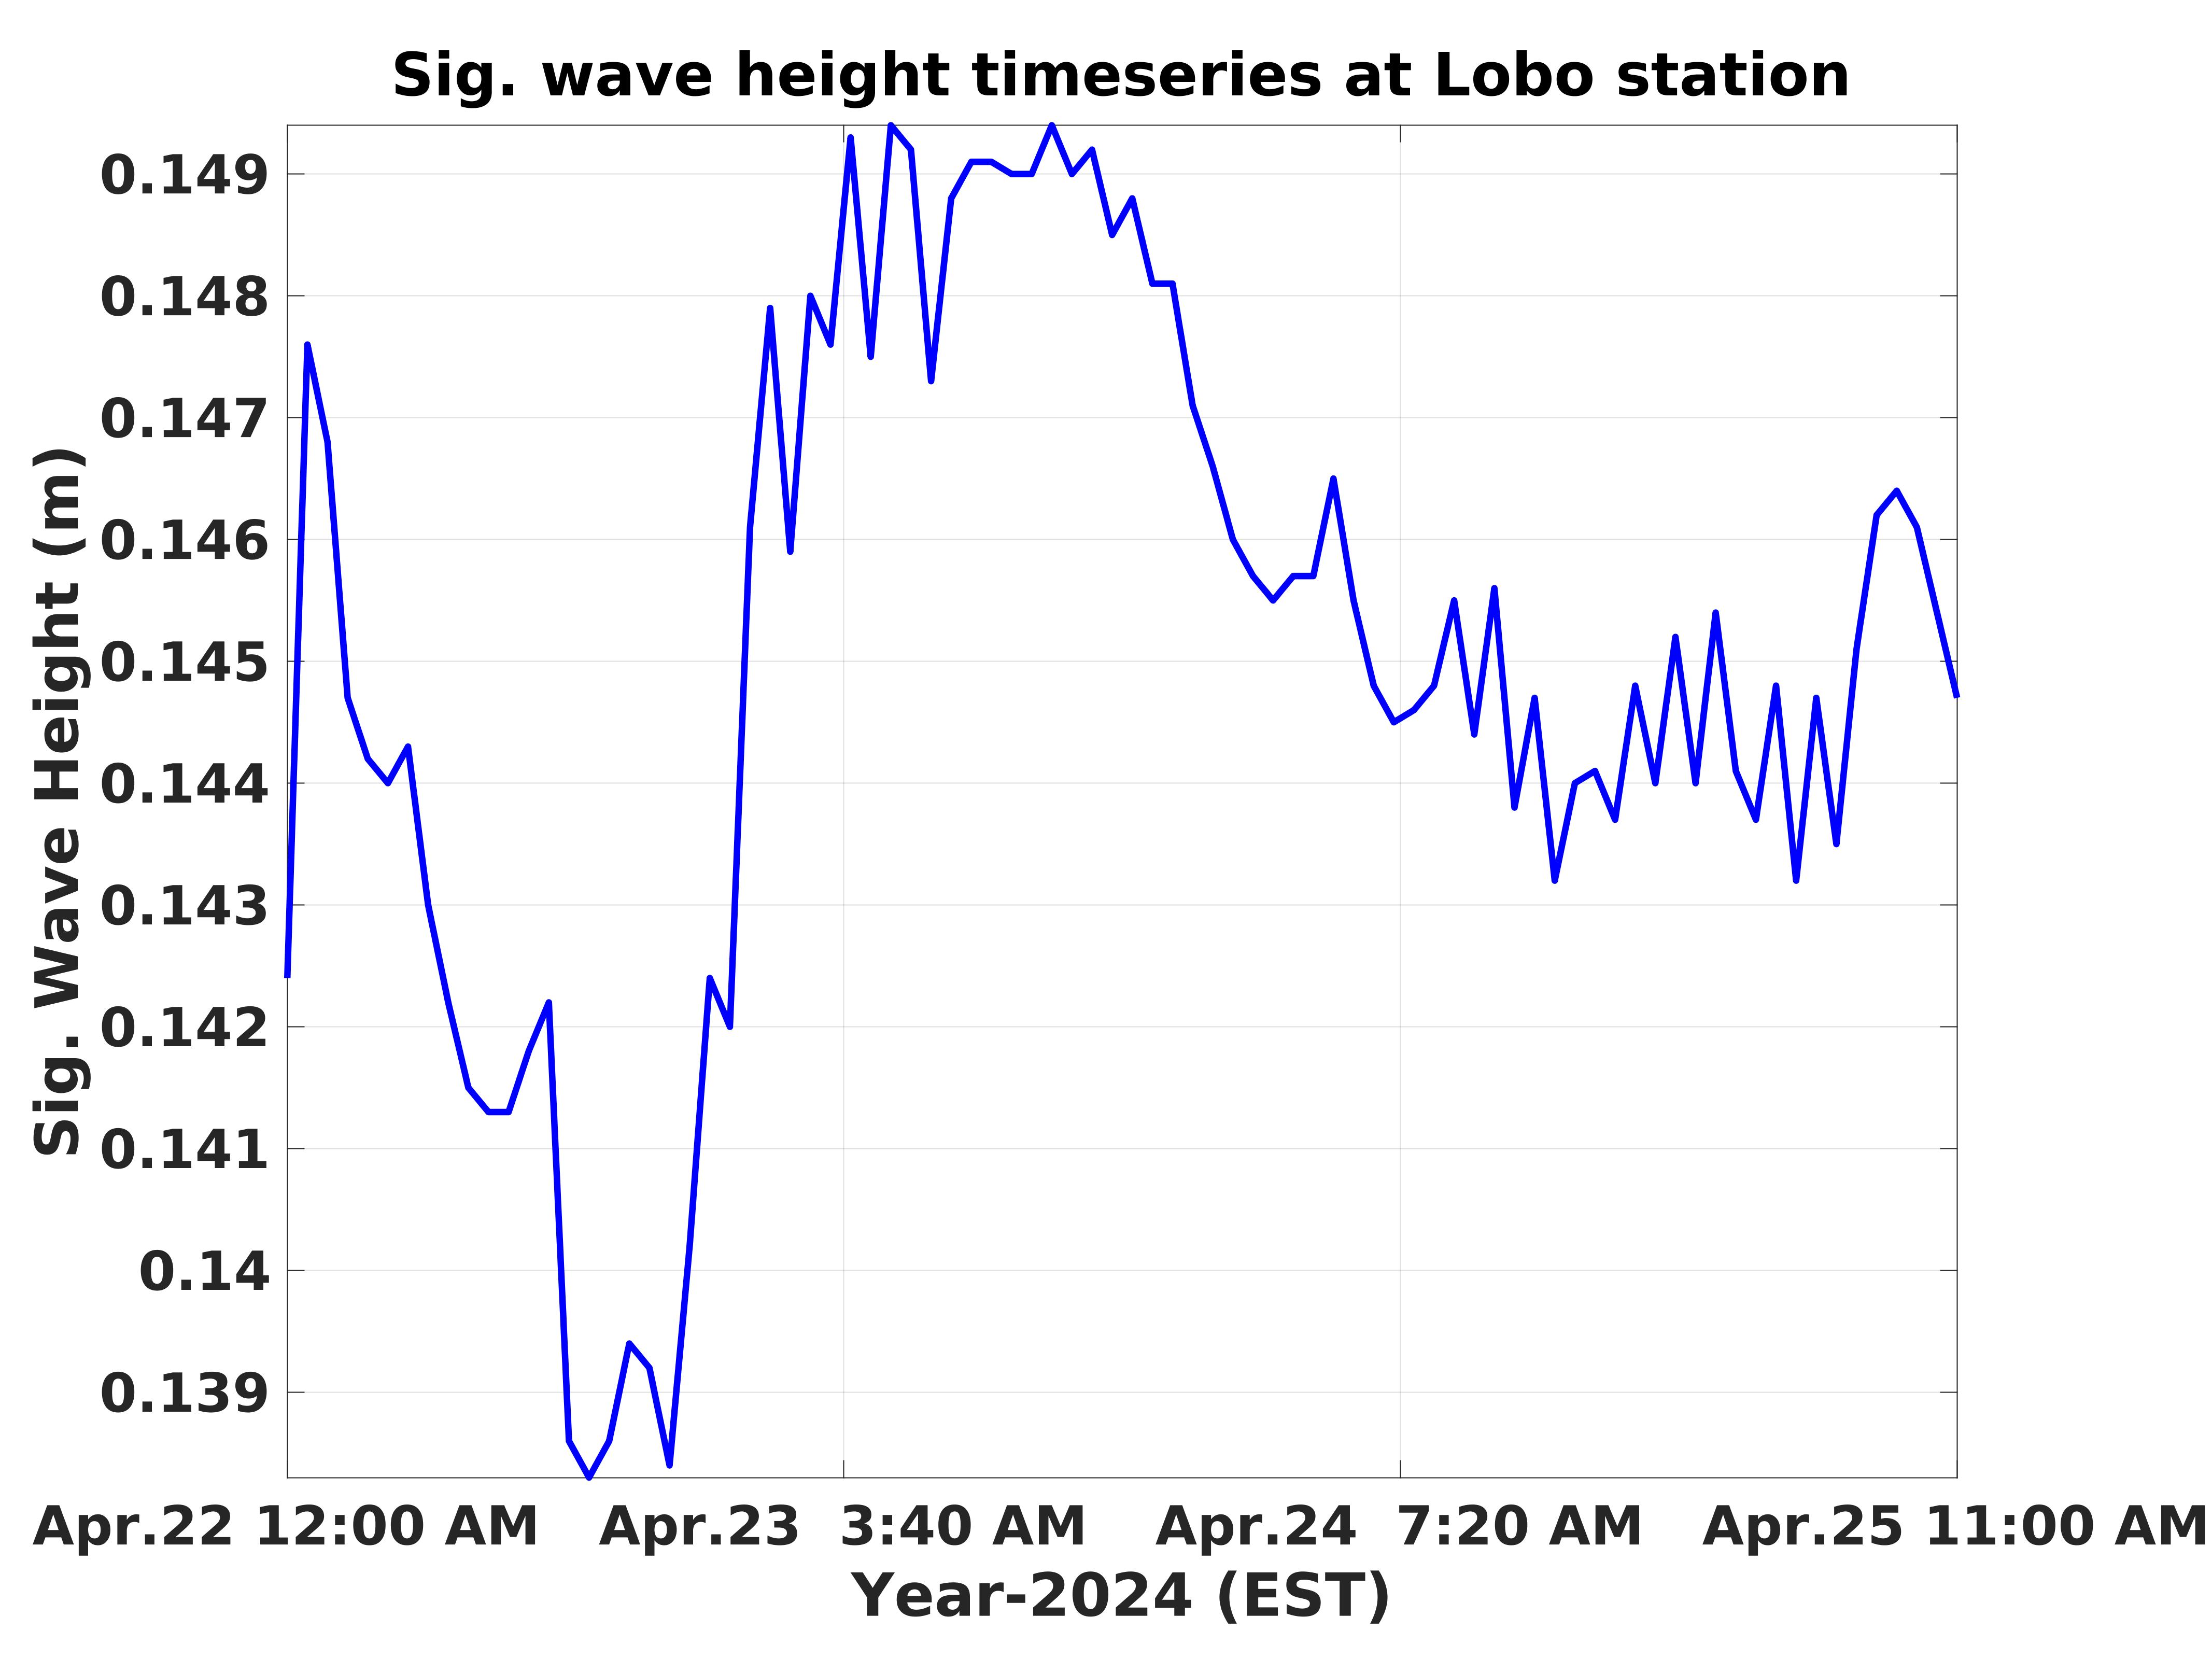 Sig. wave height timeseries at Lobo station
Sig. Wave Height (m)
0.149
0.148
0.147
0.146
0.145
0.144
0.143
0.142
0.141
0.14
0.139
Apr.22 12:00 AM Apr.23 3:40 AM Apr.24 7:20 AM Apr.25 11:00 AM
Year-2024 (EST)